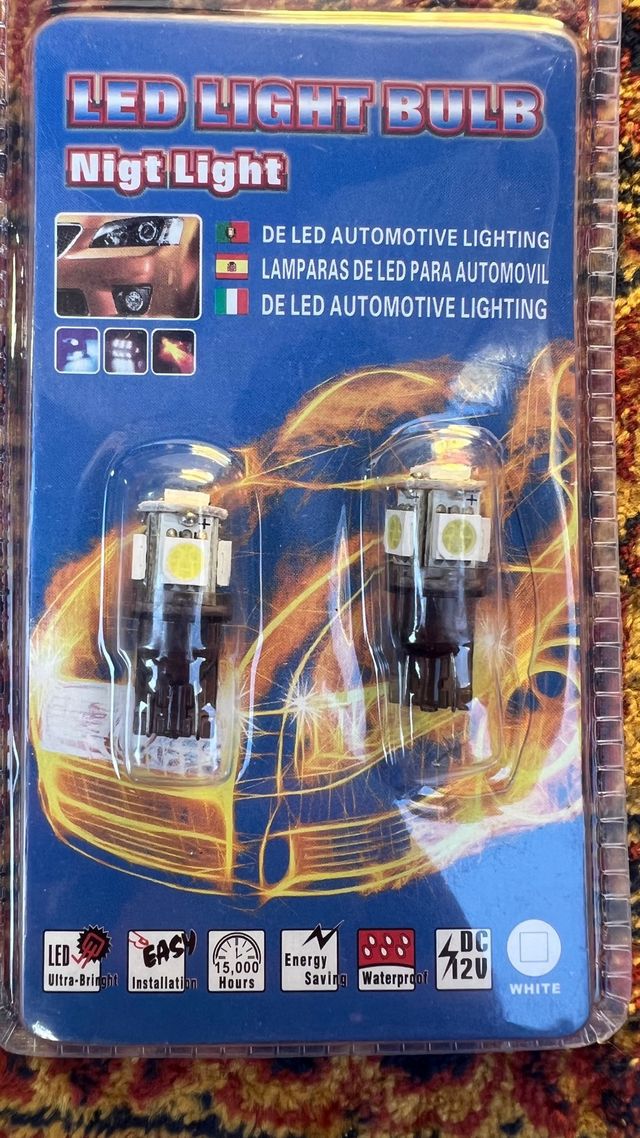 LED LIGHT BULB
Nigt Light
DE LED AUTOMOTIVE LIGHTING
LAMPARAS DE LED PARA AUTOMOVIL
DE LED AUTOMOTIVE LIGHTING
+
+
LED
Ultra-Bright
EASY
Installation
15,000
Hours
Energy
Saving
Waterproof
DC
12V
WHITE